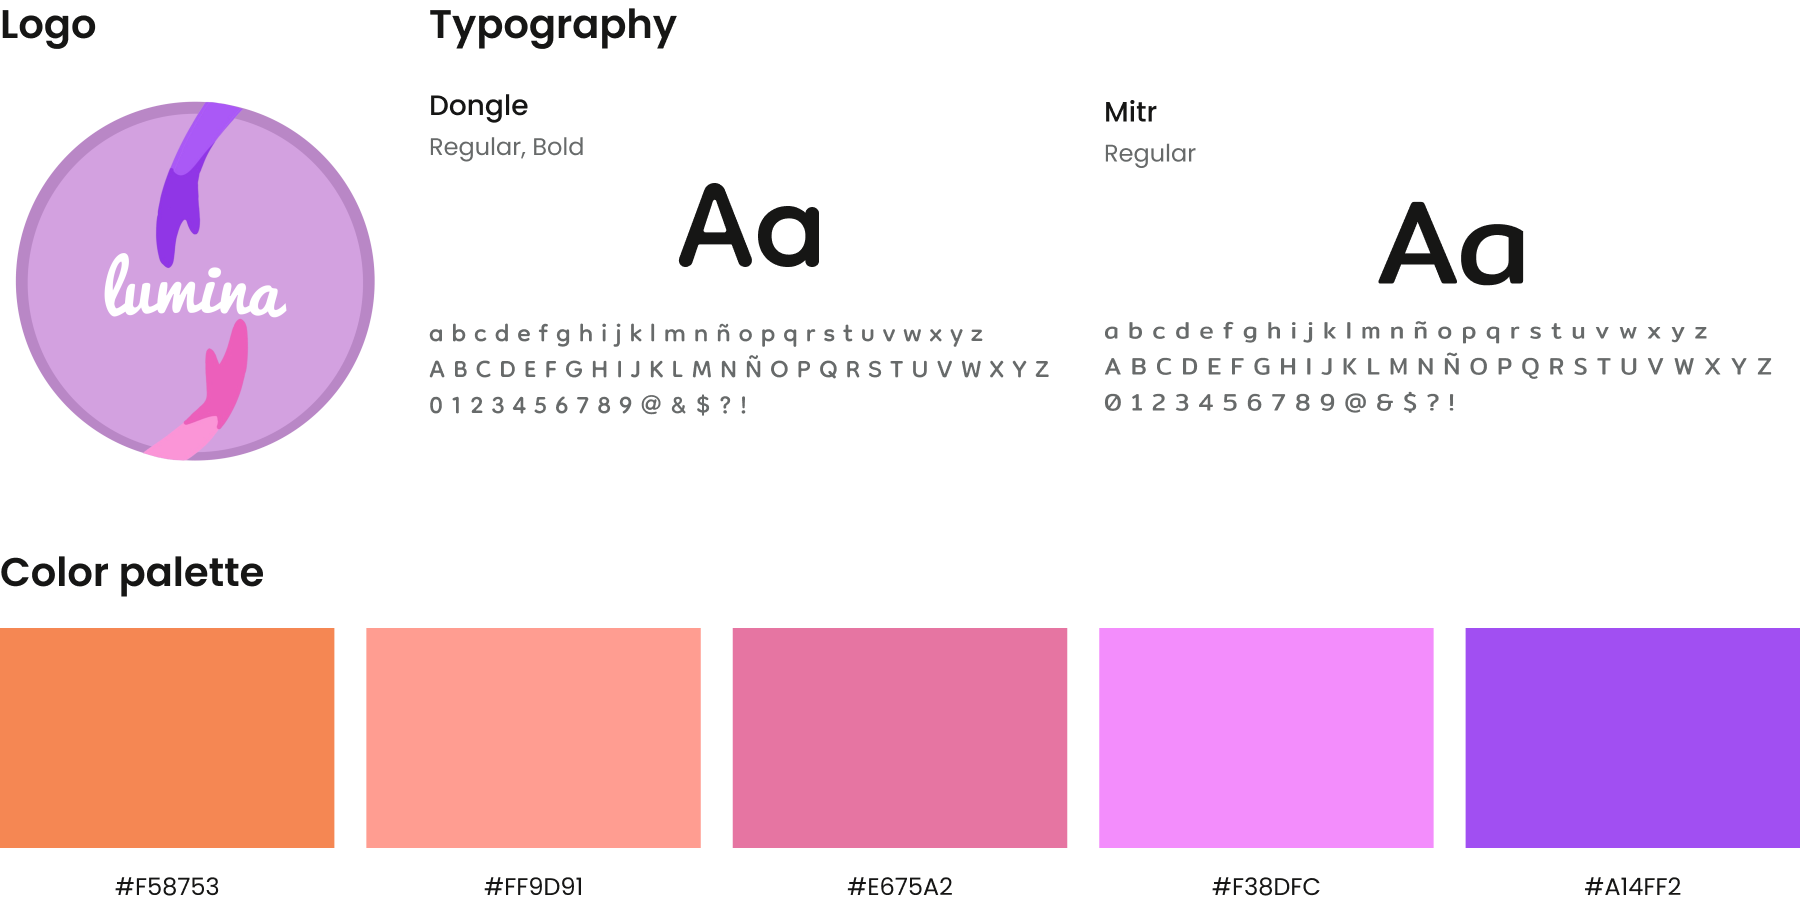 Logo
Typography
lumina
Dongle
Regular, Bold
Aa
a b c d e f g h i j k l m n ñ o p q r s t u v w x y z
A B C D E F G H I J K L M N Ñ O P Q R S T U V W X Y Z
0 1 2 3 4 5 6 7 8 9 @ & $ ? !
Mitr
Regular
Aa
a b c d e f g h i j k l m n ñ o p q r s t u v w x y z
A B C D E F G H I J K L M N Ñ O P Q R S T U V W X Y Z
0 1 2 3 4 5 6 7 8 9 @ & $ ? !
Color palette
#F58753
#FF9D91
#E675A2
#F38DFC
#A14FF2